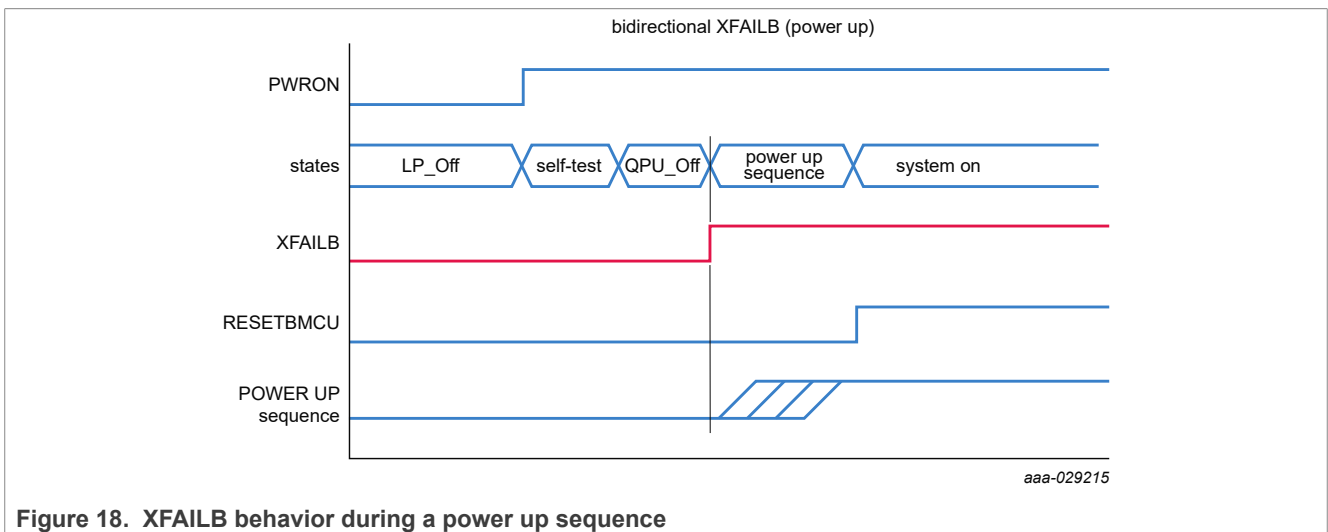 bidirectional XFAILB (power up)
PWRON
states
LP_Off
self-test
QPU_Off
power up
sequence
system on
XFAILB
RESETBMCU
POWER UP
sequence
aaa-029215
Figure 18. XFAILB behavior during a power up sequence